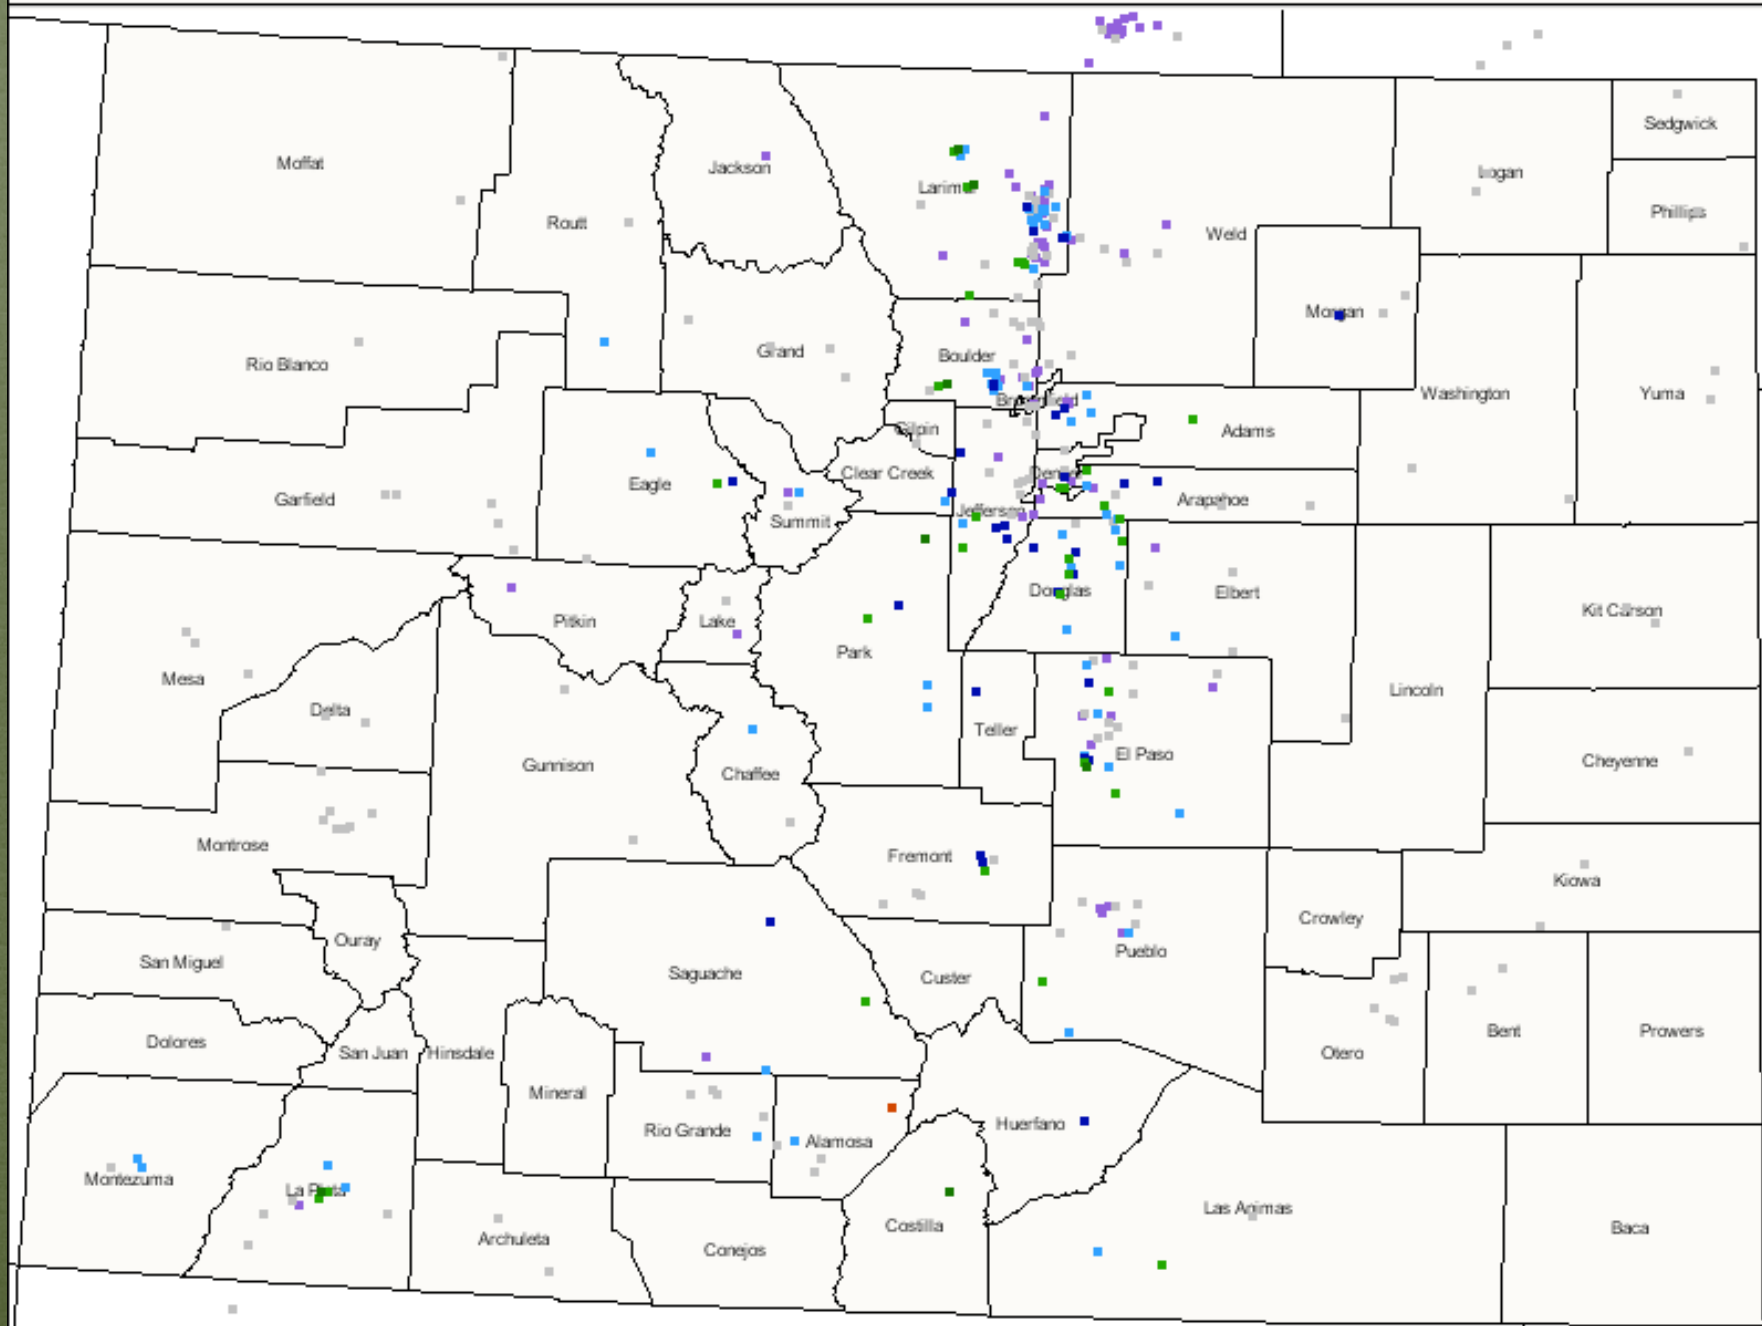 Sedgwick
Moffat
Jackson
Logan
Larimer
Phillips
Routt
Weld
Morgan
Grand
Boulder
Rio Blanco
Washington
Yuma
Broomfield
Gilpin
Adams
Clear Creek
Denver
Eagle
Garfield
Arapahoe
Jefferson
Summit
Douglas
Elbert
Kit Carson
Pitkin
Lake
Park
Mesa
Lincoln
Delta
Teller
El Paso
Cheyenne
Gunnison
Chaffee
Montrose
Fremont
Kiowa
Crowley
Ouray
Pueblo
San Miguel
Saguache
Custer
Bent
Prowers
Dolores
San Juan
Hinsdale
Otero
Mineral
Huerfano
Rio Grande
Alamosa
Montezuma
La Plata
Las Animas
Costilla
Baca
Archuleta
Conejos